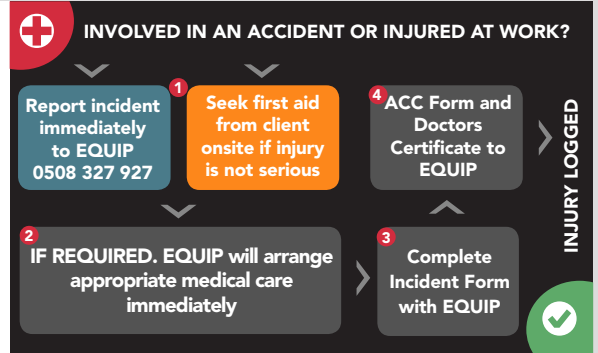 INVOLVED IN AN ACCIDENT OR INJURED AT WORK?
Report incident
immediately
to EQUIP
0508 327 927
1
Seek first aid
from client
onsite if injury
is not serious
2
IF REQUIRED. EQUIP will arrange
appropriate medical care
immediately
3
Complete
Incident Form
with EQUIP
4
ACC Form and
Doctors
Certificate to
EQUIP
INJURY LOGGED